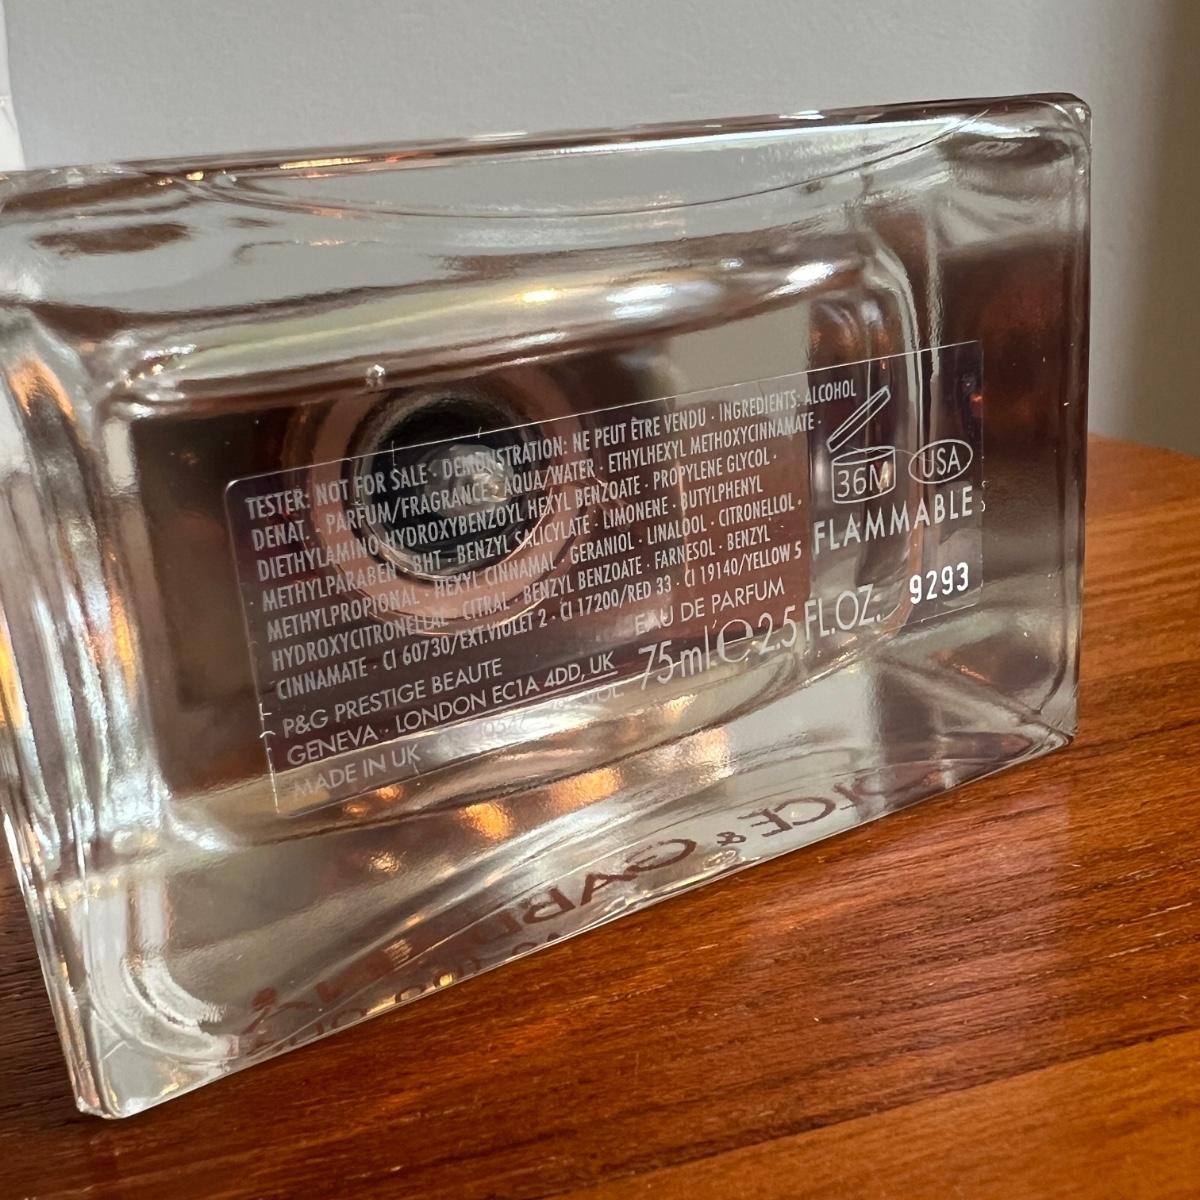 TESTER: NOT FOR SALE · DEMONSTRATION: NE PEUT ÊTRE VENDU · INGREDIENTS: ALCOHOL
DENAT. · PARFUM/FRAGRANCE · AQUA/WATER · ETHYLHEXYL METHOXYCINNAMATE ·
DIETHYLAMINO HYDROXYBENZOYL HEXYL BENZOATE · PROPYLENE GLYCOL ·
METHYLPARABEN · BHT · BENZYL SALICYLATE · LIMONENE · BUTYLPHENYL
METHYLPROPIONAL · HEXYL CINNAMAL · GERANIOL · LINALOOL · CITRONELLOL ·
HYDROXYCITRONELLAL · CITRAL · BENZYL BENZOATE · FARNESOL · BENZYL
CINNAMATE · CI 60730/EXT.VIOLET 2 · CI 17200/RED 33 · CI 19140/YELLOW 5
36M
USA
FLAMMABLE
9293
P&G PRESTIGE BEAUTE
GENEVA · LONDON EC1A 4DD, UK
MADE IN UK
EAU DE PARFUM
75ml e 2.5 FL.OZ.